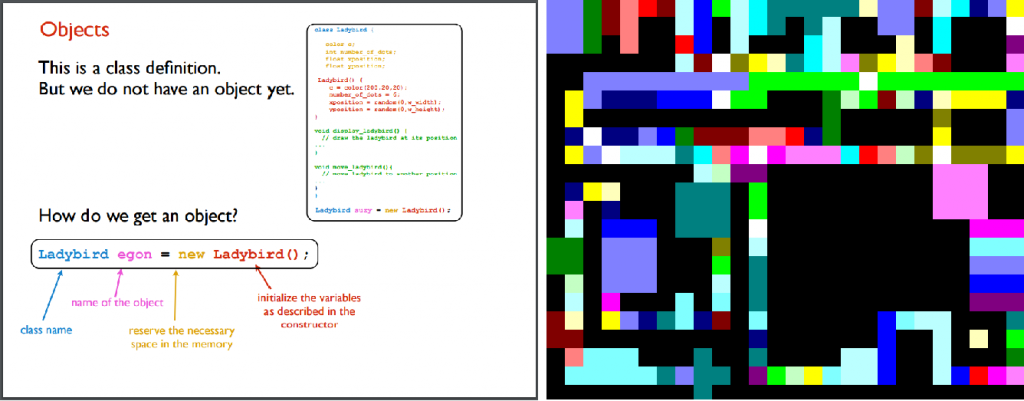 Objects
This is a class definition.
But we do not have an object yet.
class Ladybird {
color c;
int number_of_dots;
float xposition;
float yposition;
Ladybird() {
c = color(200,20,20);
number_of_dots = 5;
xposition = random(0,w_width);
yposition = random(0,w_height);
}
void display_ladybird() {
// draw the ladybird at its position
...
}
void move_ladybird(){
// move ladybird to another position
}
}
Ladybird suzy = new Ladybird();
How do we get an object?
Ladybird egon = new Ladybird();
name of the object
initialize the variables
as described in the
constructor
class name
reserve the necessary
space in the memory